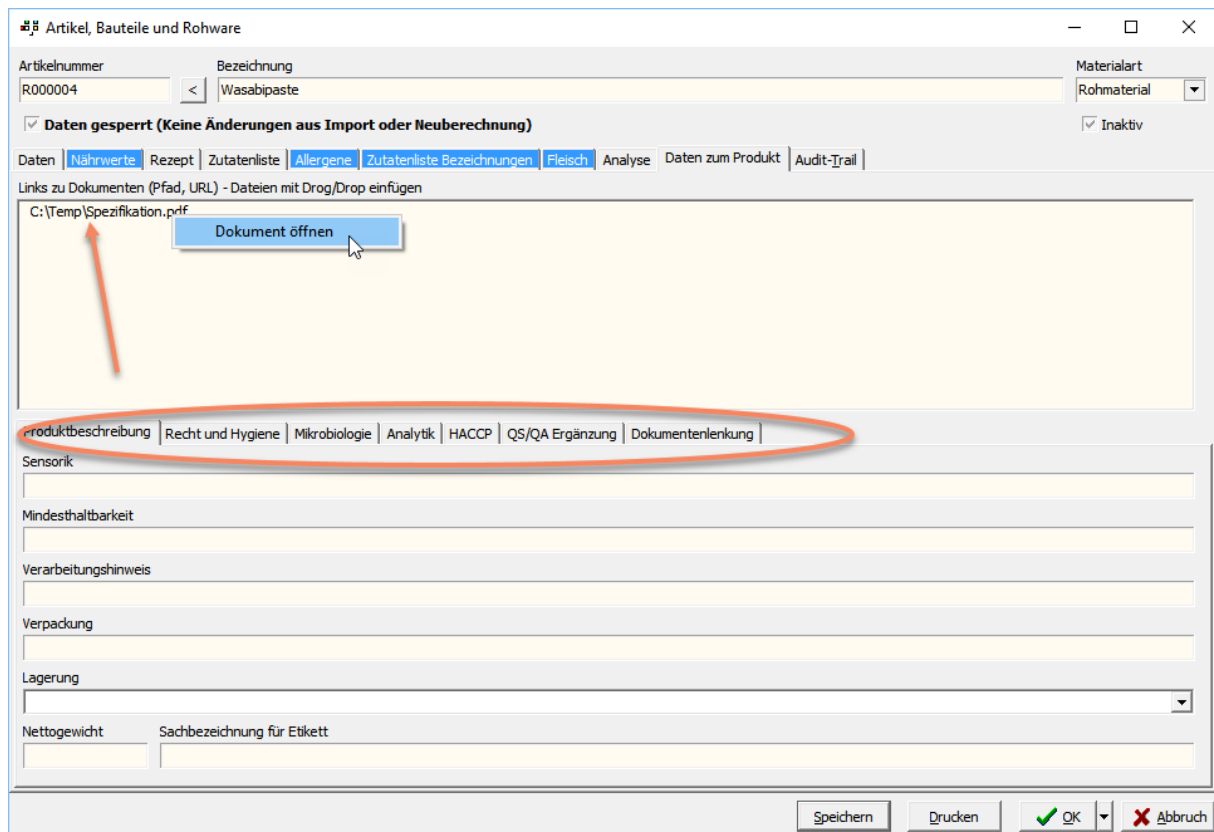 Artikel, Bauteile und Rohware
Artikelnummer Bezeichnung Materialart
R000004 < Wasabipaste Rohmaterial
Daten gesperrt (Keine Änderungen aus Import oder Neuberechnung) Inaktiv
Daten Nährwerte Rezept Zutatenliste Allergene Zutatenliste Bezeichnungen Fleisch Analyse Daten zum Produkt Audit-Trail
Links zu Dokumenten (Pfad, URL) - Dateien mit Drog/Drop einfügen
C:\Temp\Spezifikation.pdf
Dokument öffnen
Produktbeschreibung Recht und Hygiene Mikrobiologie Analytik HACCP QS/QA Ergänzung Dokumentenlenkung
Sensorik
Mindesthaltbarkeit
Verarbeitungshinweis
Verpackung
Lagerung
Nettogewicht Sachbezeichnung für Etikett
Speichern Drucken OK Abbruch